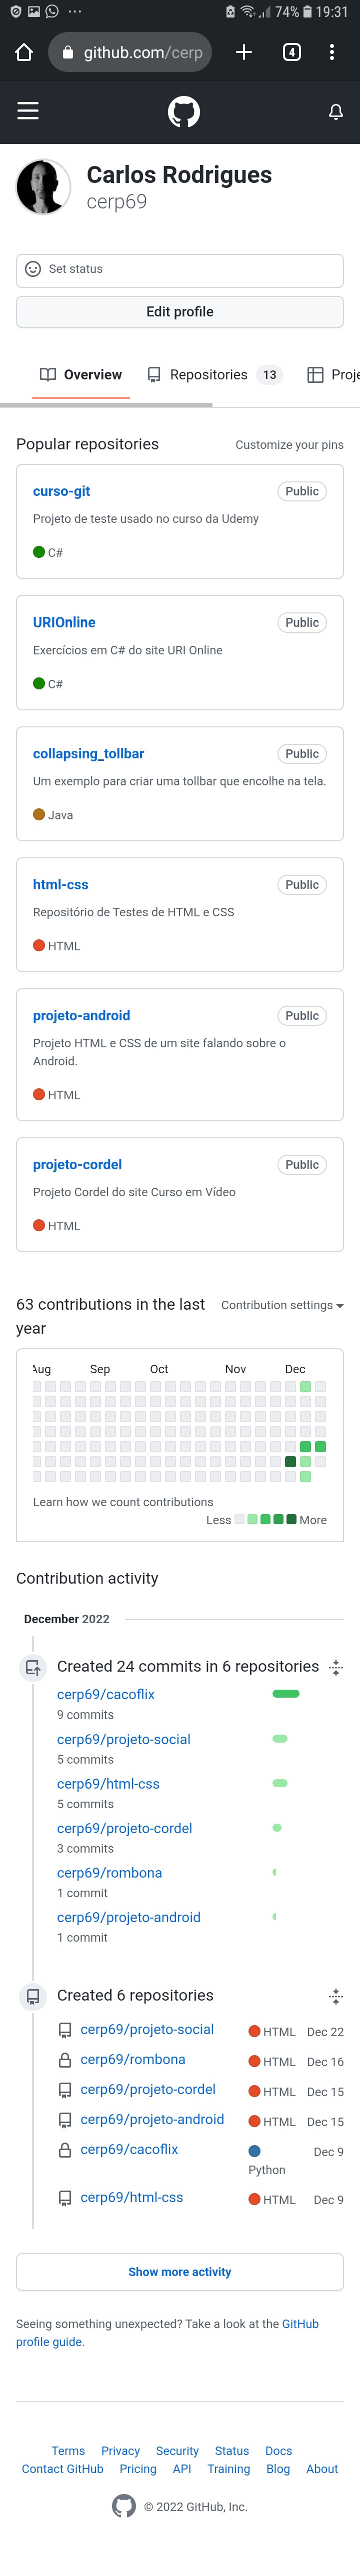 74% 19:31
github.com/cerp
4
Carlos Rodrigues
cerp69
Set status
Edit profile
Overview Repositories 13 Proje
Popular repositories Customize your pins
curso-git Public
Projeto de teste usado no curso da Udemy
C#
URIOnline Public
Exercícios em C# do site URI Online
C#
collapsing_tollbar Public
Um exemplo para criar uma tollbar que encolhe na tela.
Java
html-css Public
Repositório de Testes de HTML e CSS
HTML
projeto-android Public
Projeto HTML e CSS de um site falando sobre o
Android.
HTML
projeto-cordel Public
Projeto Cordel do site Curso em Vídeo
HTML
63 contributions in the last Contribution settings
year
Aug Sep Oct Nov Dec
Learn how we count contributions
Less More
Contribution activity
December 2022
Created 24 commits in 6 repositories
cerp69/cacoflix
9 commits
cerp69/projeto-social
5 commits
cerp69/html-css
5 commits
cerp69/projeto-cordel
3 commits
cerp69/rombona
1 commit
cerp69/projeto-android
1 commit
Created 6 repositories
cerp69/projeto-social HTML Dec 22
cerp69/rombona HTML Dec 16
cerp69/projeto-cordel HTML Dec 15
cerp69/projeto-android HTML Dec 15
cerp69/cacoflix Dec 9
Python
cerp69/html-css HTML Dec 9
Show more activity
Seeing something unexpected? Take a look at the GitHub
profile guide.
Terms Privacy Security Status Docs
Contact GitHub Pricing API Training Blog About
© 2022 GitHub, Inc.